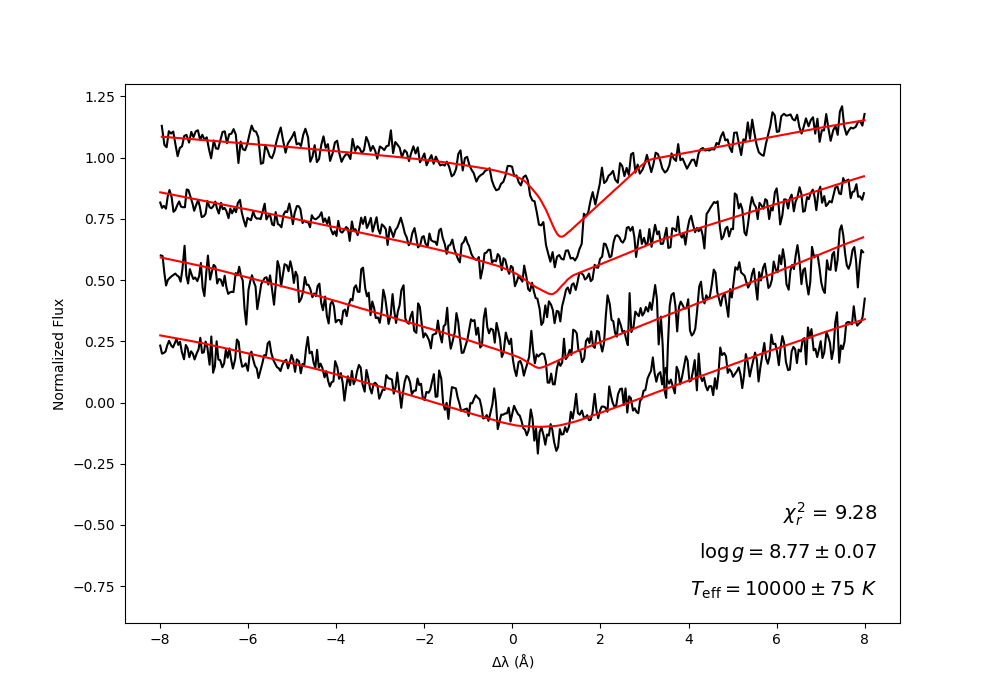 1.25
1.00
0.75
0.50
0.25
0.00
−0.25
−0.50
−0.75
Normalized Flux
χ²ᵣ = 9.28
log g = 8.77 ± 0.07
T_eff = 10000 ± 75 K
−8 −6 −4 −2 0 2 4 6 8
Δλ (Å)